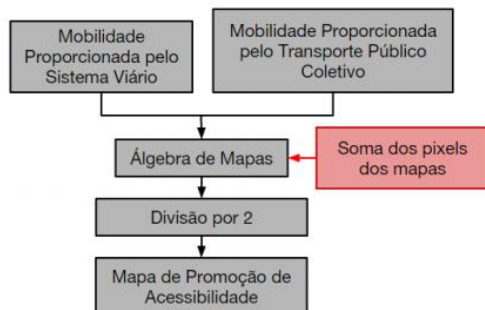 Mobilidade
Proporcionada pelo
Sistema Viário
Mobilidade Proporcionada
pelo Transporte Público
Coletivo
Álgebra de Mapas
Soma dos pixels
dos mapas
Divisão por 2
Mapa de Promoção de
Acessibilidade